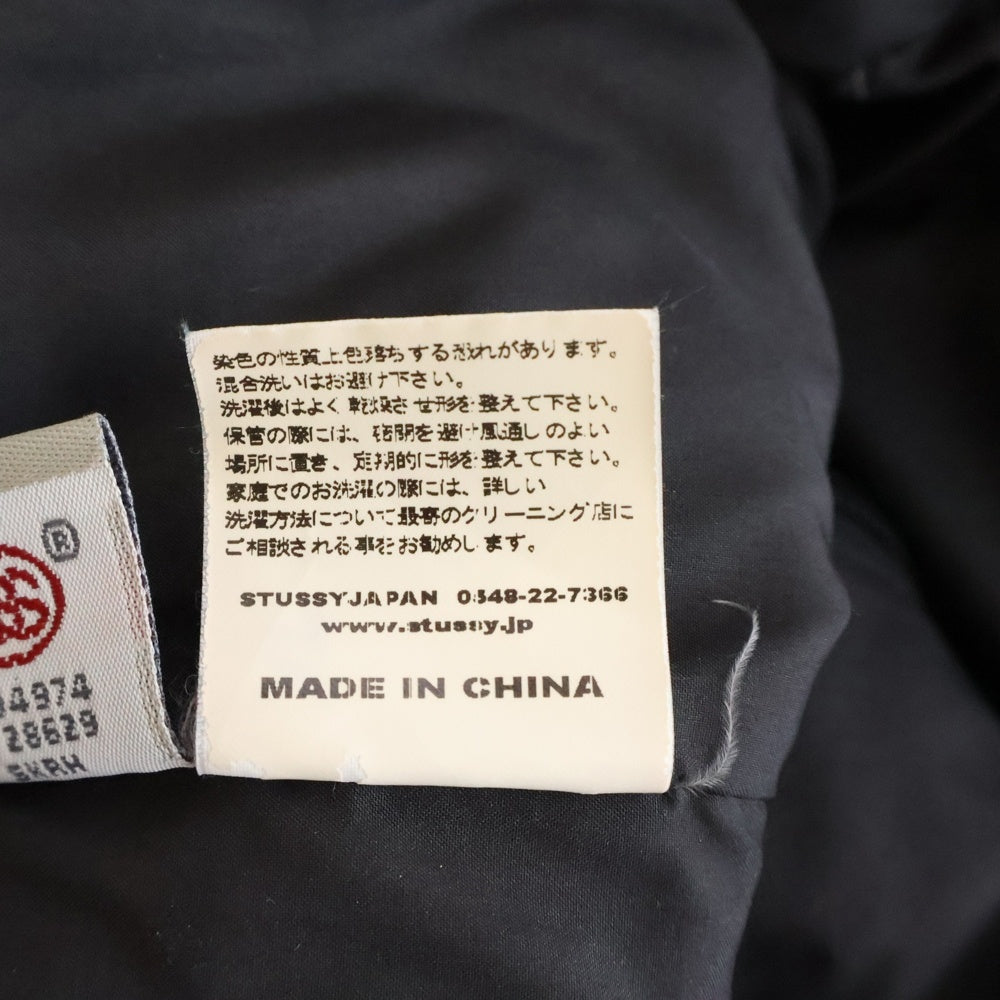 染色の性質上色落ちする恐れがあります。
混合洗いはお避け下さい。
洗濯後はよく乾燥させ形を整えて下さい。
保管の際には、密閉を避け風通しのよい
場所に置き、定期的に形を整えて下さい。
家庭でのお洗濯の際には、詳しい
洗濯方法について最寄のクリーニング店に
ご相談される事をお勧めします。
STUSSYJAPAN 0548-22-7366
www.stussy.jp
MADE IN CHINA
®
4974
28629